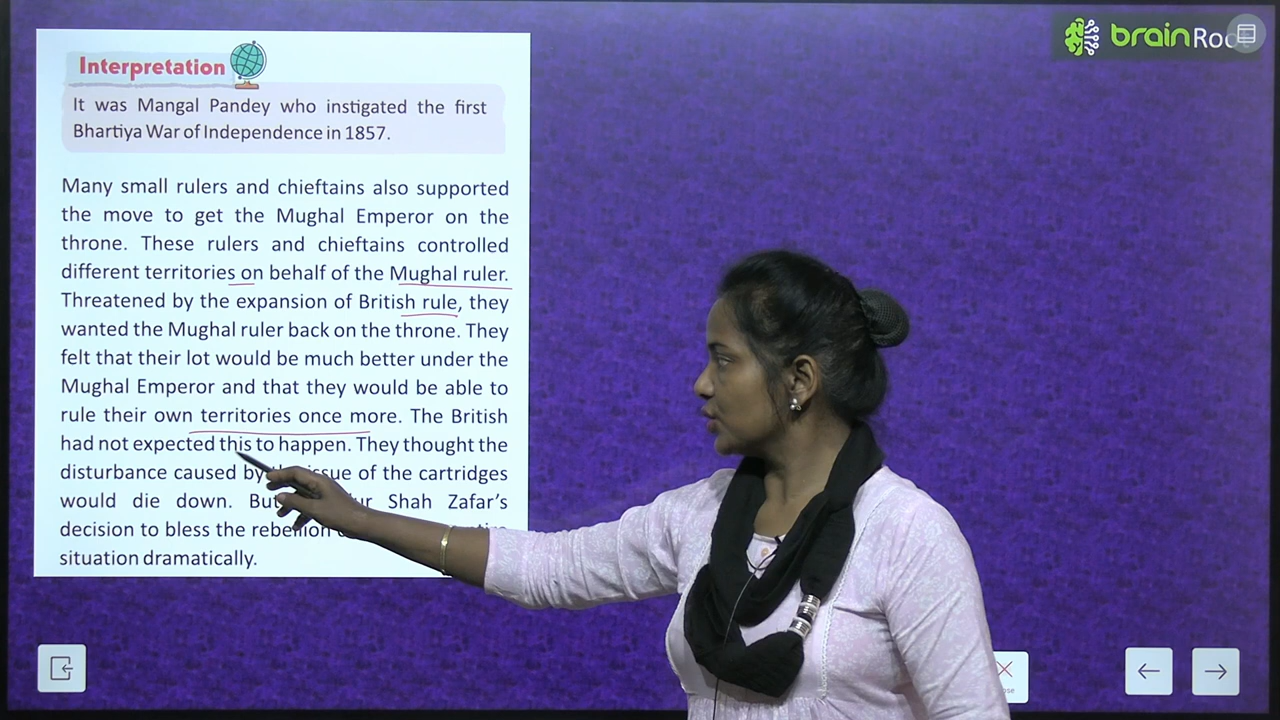 Interpretation
It was Mangal Pandey who instigated the first
Bhartiya War of Independence in 1857.
Many small rulers and chieftains also supported
the move to get the Mughal Emperor on the
throne. These rulers and chieftains controlled
different territories on behalf of the Mughal ruler.
Threatened by the expansion of British rule, they
wanted the Mughal ruler back on the throne. They
felt that their lot would be much better under the
Mughal Emperor and that they would be able to
rule their own territories once more. The British
had not expected this to happen. They thought the
disturbance caused by issue of the cartridges
would die down. But Shah Zafar's
decision to bless the rebellion
situation dramatically.
brain